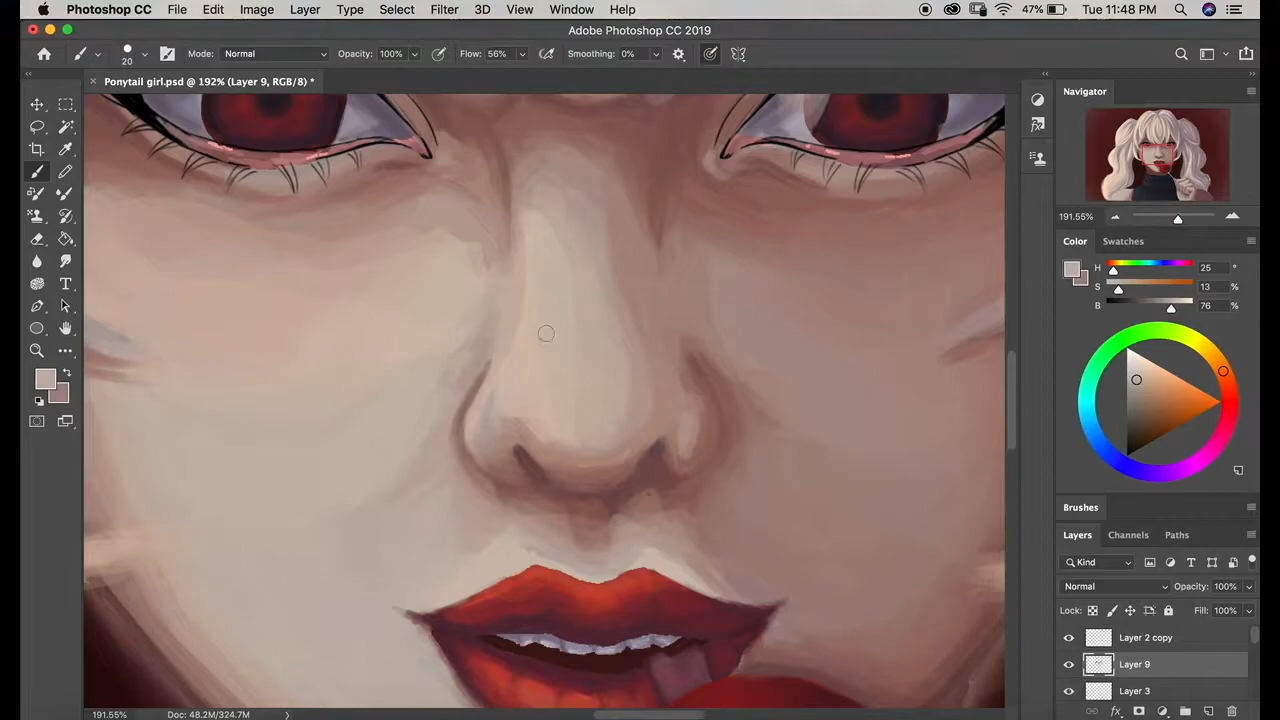 Photoshop CC File Edit Image Layer Type Select Filter 3D View Window Help 47% Tue 11:48 PM
Adobe Photoshop CC 2019
20 Mode: Normal Opacity: 100% Flow: 56% Smoothing: 0%
Ponytail girl.psd @ 192% (Layer 9, RGB/8) *
Navigator
191.55%
Color Swatches
H 25 °
S 13 %
B 76 %
Brushes
Layers Channels Paths
Kind
Normal Opacity: 100%
Lock: Fill: 100%
Layer 2 copy
Layer 9
Layer 3
191.55% Doc: 48.2M/324.7M